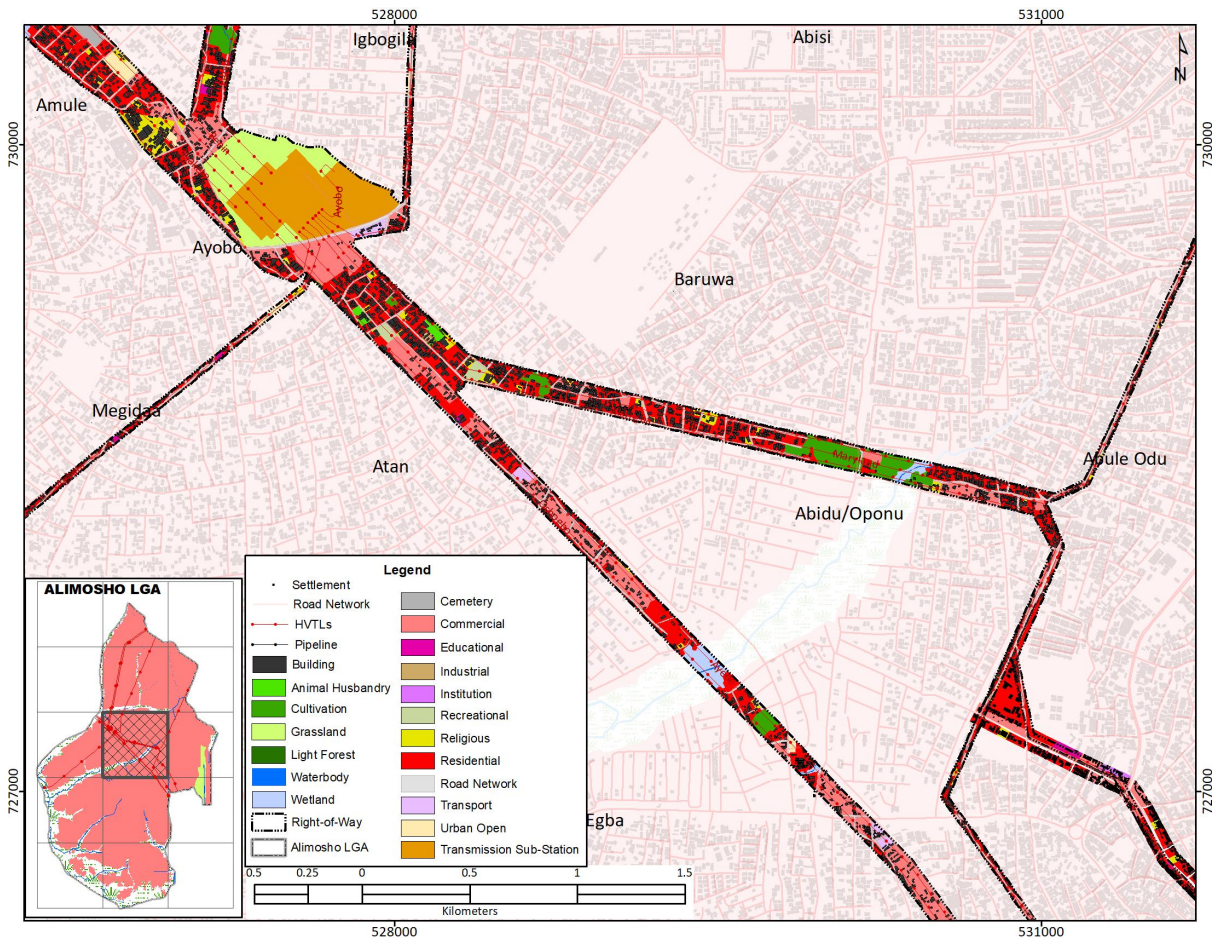 528000
531000
Igbogila
Abisi
N
Amule
730000
730000
Ayobo
Ayobo
Baruwa
Megidaa
Atan
Abule Odu
Abidu/Oponu
Egba
727000
727000
ALIMOSHO LGA
Legend
Settlement
Road Network
HVTLs
Pipeline
Building
Animal Husbandry
Cultivation
Grassland
Light Forest
Waterbody
Wetland
Right-of-Way
Alimosho LGA
Cemetery
Commercial
Educational
Industrial
Institution
Recreational
Religious
Residential
Road Network
Transport
Urban Open
Transmission Sub-Station
0.5 0.25 0 0.5 1 1.5
Kilometers
528000
531000